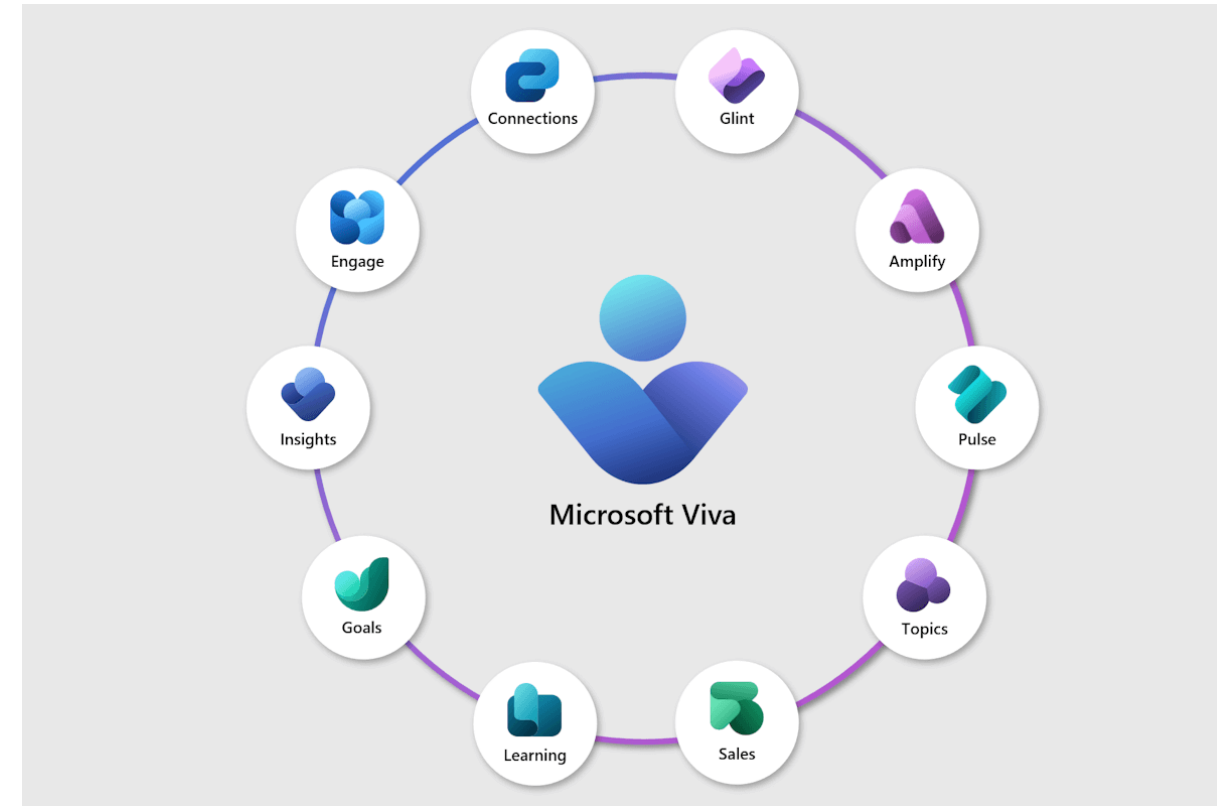 Connections
Glint
Engage
Amplify
Insights
Pulse
Microsoft Viva
Goals
Topics
Learning
Sales